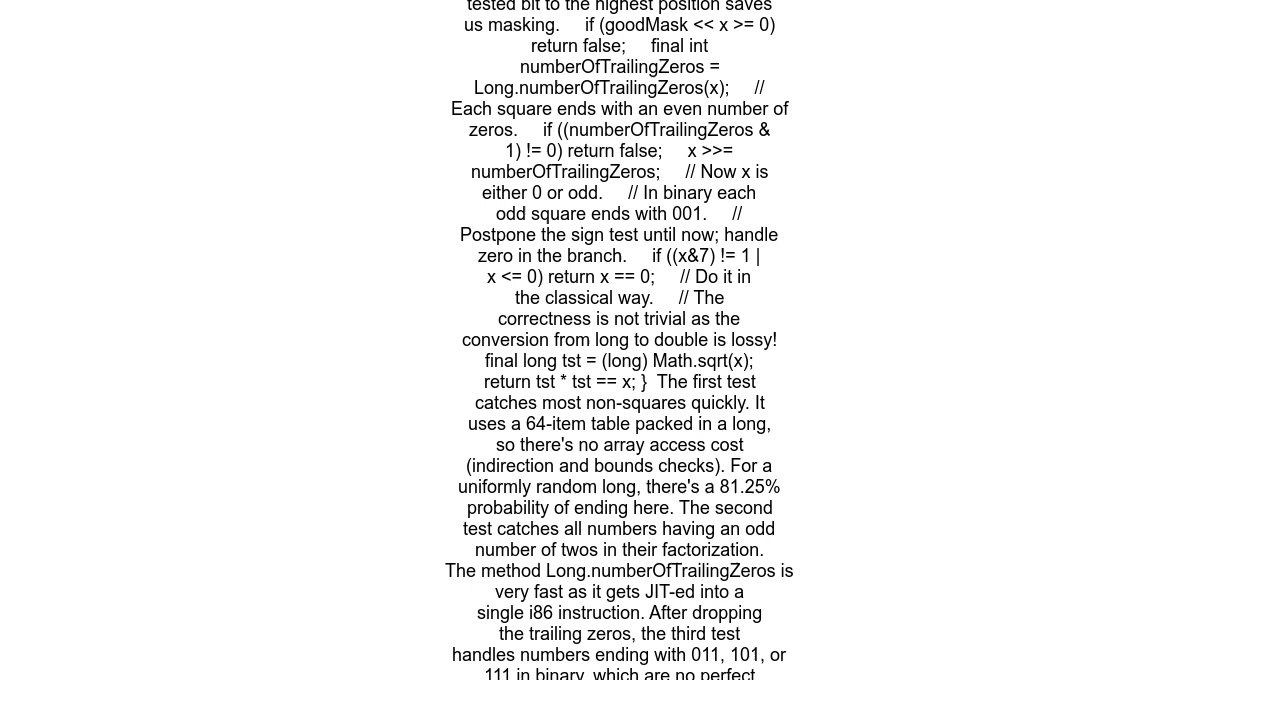 tested bit to the highest position saves
us masking.     if (goodMask << x >= 0)
return false;     final int
numberOfTrailingZeros =
Long.numberOfTrailingZeros(x);     //
Each square ends with an even number of
zeros.     if ((numberOfTrailingZeros &
1) != 0) return false;     x >>=
numberOfTrailingZeros;     // Now x is
either 0 or odd.     // In binary each
odd square ends with 001.     //
Postpone the sign test until now; handle
zero in the branch.     if ((x&7) != 1 |
x <= 0) return x == 0;     // Do it in
the classical way.     // The
correctness is not trivial as the
conversion from long to double is lossy!
final long tst = (long) Math.sqrt(x);
return tst * tst == x; }  The first test
catches most non-squares quickly. It
uses a 64-item table packed in a long,
so there's no array access cost
(indirection and bounds checks). For a
uniformly random long, there's a 81.25%
probability of ending here. The second
test catches all numbers having an odd
number of twos in their factorization.
The method Long.numberOfTrailingZeros is
very fast as it gets JIT-ed into a
single i86 instruction. After dropping
the trailing zeros, the third test
handles numbers ending with 011, 101, or
111 in binary, which are no perfect